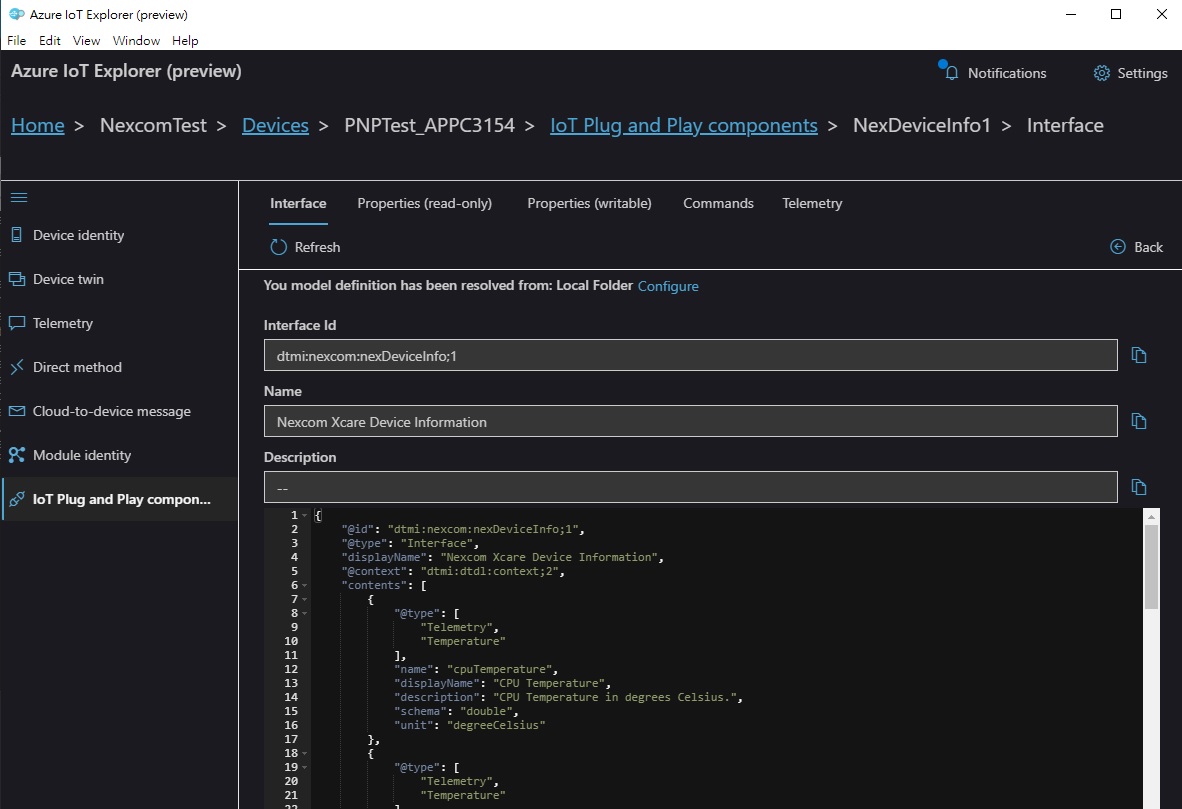 Azure IoT Explorer (preview)
File Edit View Window Help
Azure IoT Explorer (preview)
Notifications
Settings
Home > NexcomTest > Devices > PNPTest_APPC3154 > IoT Plug and Play components > NexDeviceInfo1 > Interface
Device identity
Device twin
Telemetry
Direct method
Cloud-to-device message
Module identity
IoT Plug and Play compon...
Interface Properties (read-only) Properties (writable) Commands Telemetry
Refresh
Back
You model definition has been resolved from: Local Folder Configure
Interface Id
dtmi:nexcom:nexDeviceInfo;1
Name
Nexcom Xcare Device Information
Description
--
1 {
2 "@id": "dtmi:nexcom:nexDeviceInfo;1",
3 "@type": "Interface",
4 "displayName": "Nexcom Xcare Device Information",
5 "@context": "dtmi:dtdl:context;2",
6 "contents": [
7 {
8 "@type": [
9 "Telemetry",
10 "Temperature"
11 ],
12 "name": "cpuTemperature",
13 "displayName": "CPU Temperature",
14 "description": "CPU Temperature in degrees Celsius.",
15 "schema": "double",
16 "unit": "degreeCelsius"
17 },
18 {
19 "@type": [
20 "Telemetry",
21 "Temperature"